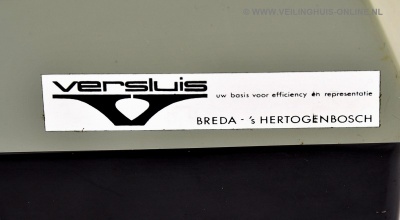 © WWW.VEILINGHUIS-ONLINE.NL
versluis
uw basis voor efficiency én representatie
BREDA - 's HERTOGENBOSCH